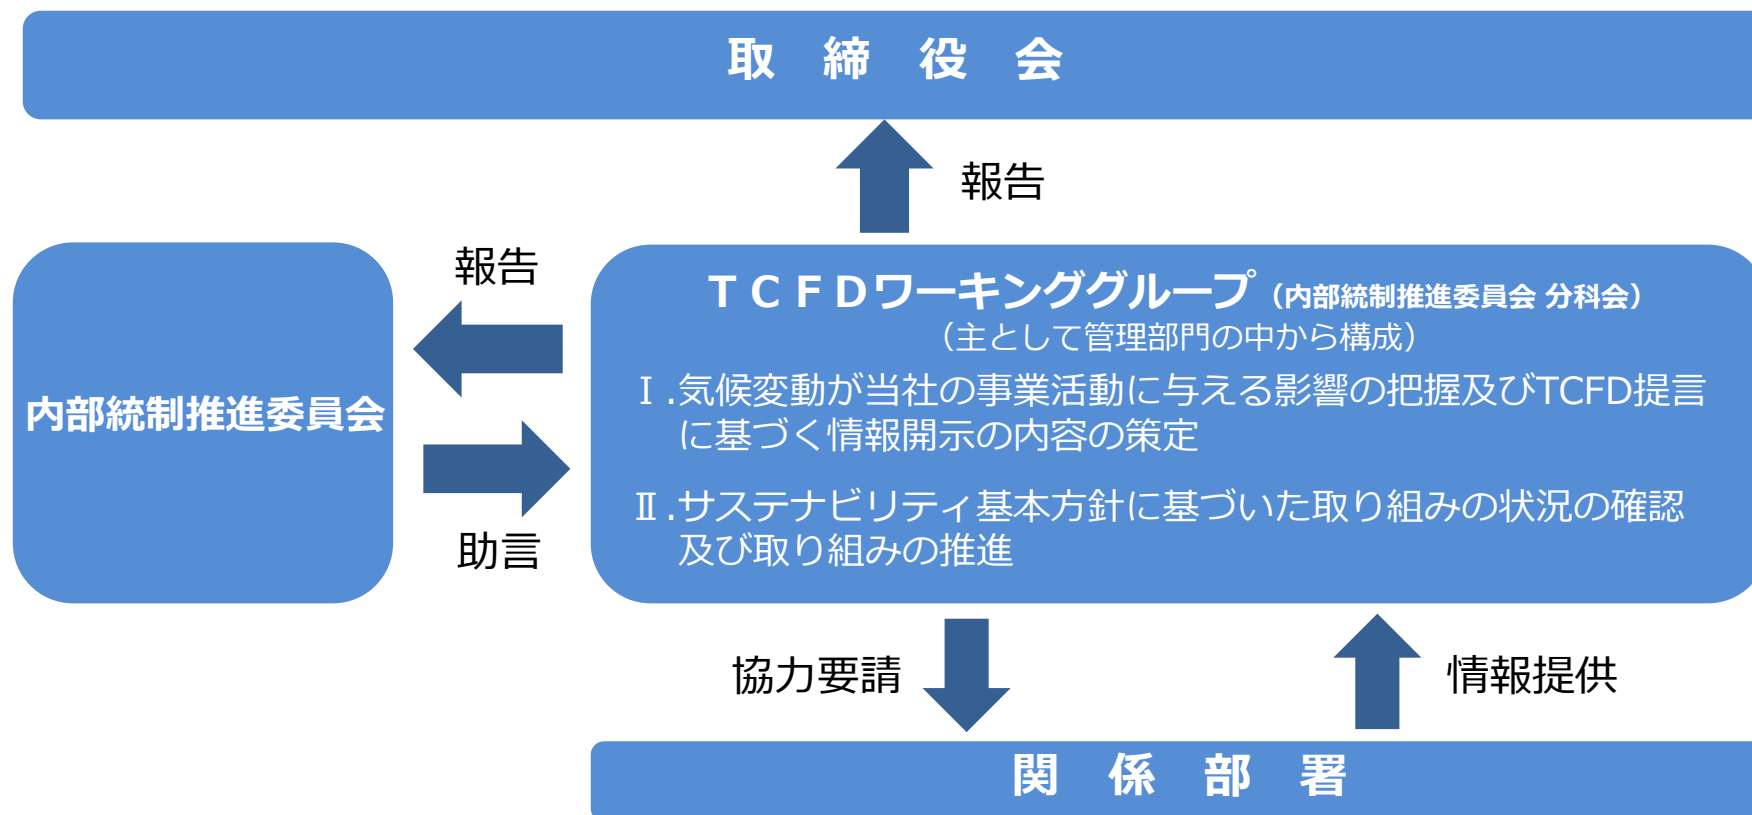 取 締 役 会
報告
報告
TCFDワーキンググループ（内部統制推進委員会 分科会）
（主として管理部門の中から構成）
Ⅰ.気候変動が当社の事業活動に与える影響の把握及びTCFD提言
に基づく情報開示の内容の策定
内部統制推進委員会
Ⅱ.サステナビリティ基本方針に基づいた取り組みの状況の確認
及び取り組みの推進
助言
協力要請
情報提供
関 係 部 署